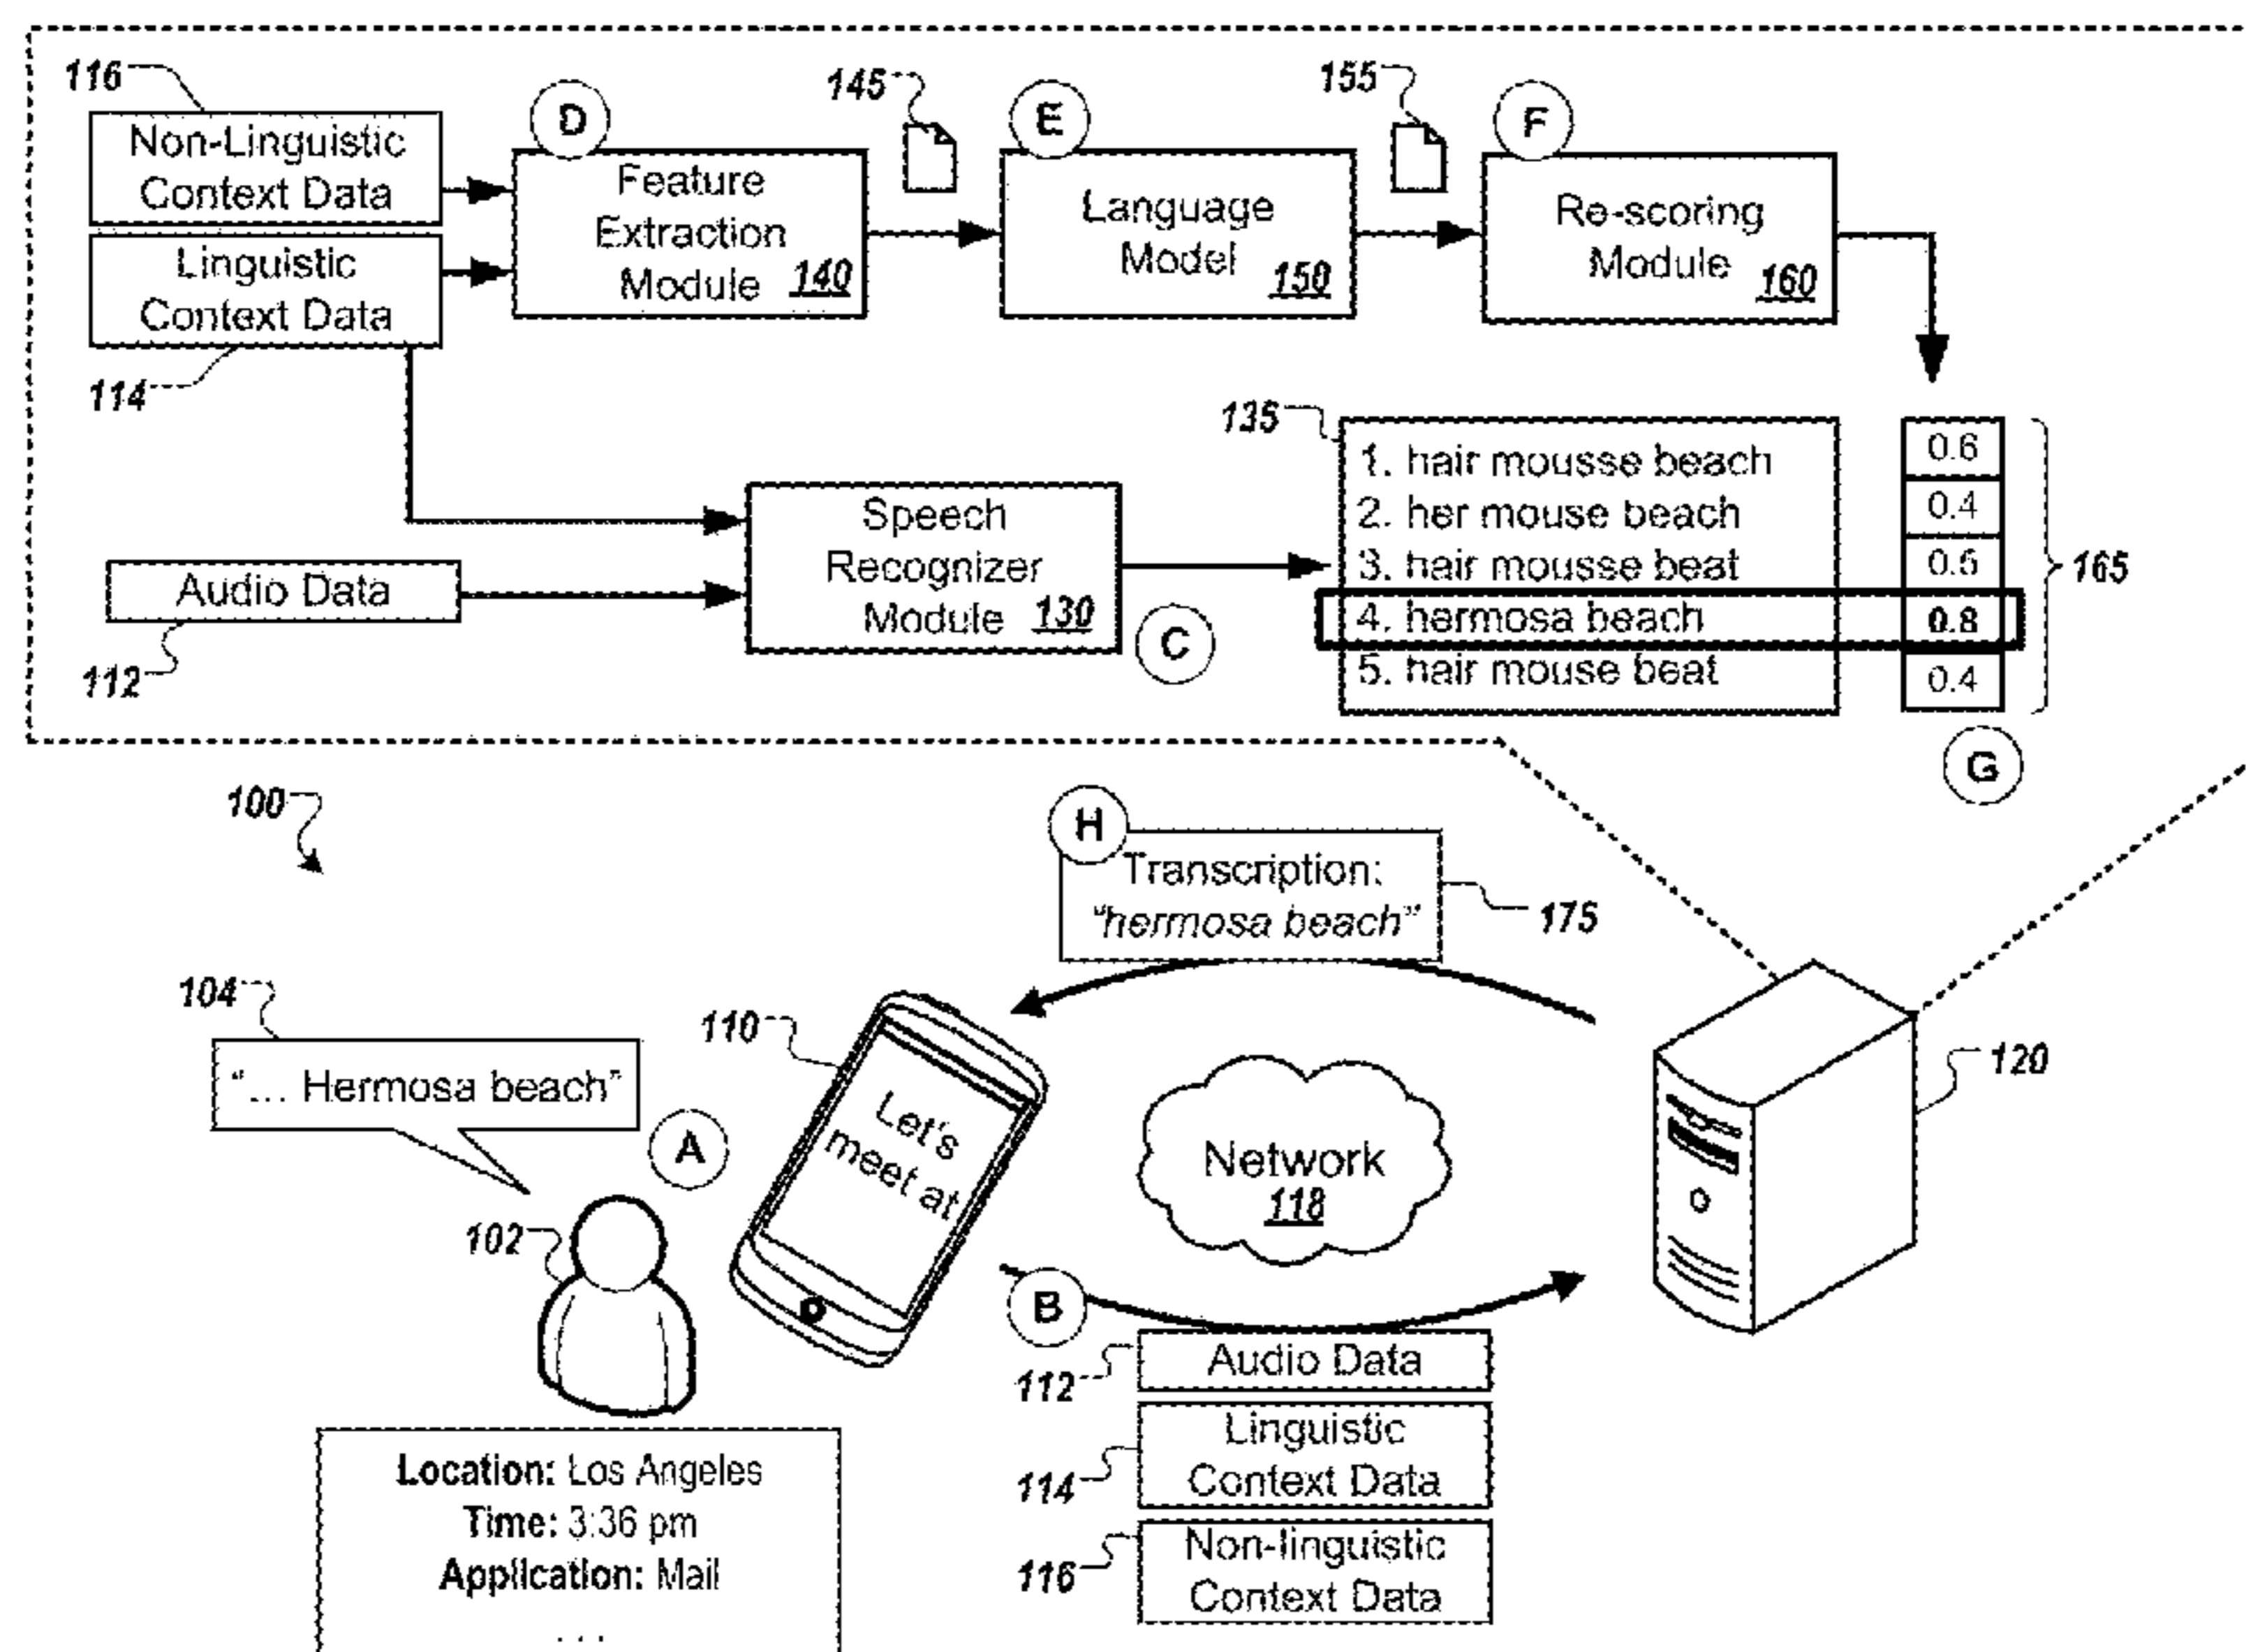 116
Non-Linguistic
Context Data
Linguistic
Context Data
114
D
Feature
Extraction
Module 140
145
E
Language
Model 150
155
F
Re-scoring
Module 160
Audio Data
112
Speech
Recognizer
Module 130
C
135
1. hair mousse beach
2. her mouse beach
3. hair mousse beat
4. hermosa beach
5. hair mouse beat
0.6
0.4
0.5
0.8
0.4
165
G
100
H
Transcription:
"hermosa beach"
175
104
"... Hermosa beach"
A
102
110
Let's
meet at
Network
118
120
B
112
Audio Data
114
Linguistic
Context Data
116
Non-linguistic
Context Data
Location: Los Angeles
Time: 3:36 pm
Application: Mail
...